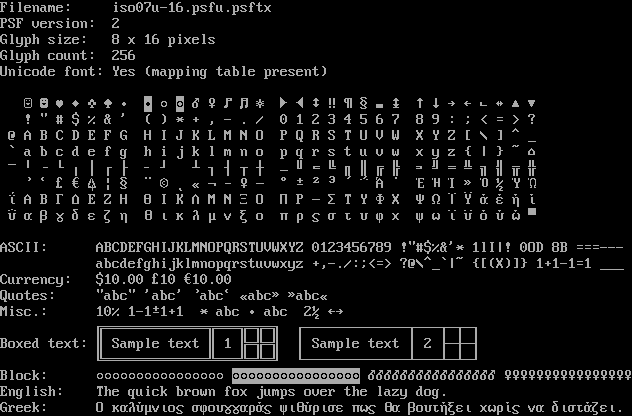 Filename: iso07u-16.psfu.psftx
PSF version: 2
Glyph size: 8 x 16 pixels
Glyph count: 256
Unicode font: Yes (mapping table present)
☺ ☻ ♥ ♦ ♣ ♠ • ◘ ○ ◙ ♂ ♀ ♪ ♫ ☼ ► ◄ ↕ ‼ ¶ § ▬ ↨ ↑ ↓ → ← ∟ ↔ ▲ ▼
! " # $ % & ' ( ) * + , - . / 0 1 2 3 4 5 6 7 8 9 : ; < = > ?
@ A B C D E F G H I J K L M N O P Q R S T U V W X Y Z [ \ ] ^ _
` a b c d e f g h i j k l m n o p q r s t u v w x y z { | } ~ ⌂
ΐ Α Β Γ Δ Ε Ζ Η Θ Ι Κ Λ Μ Ν Ξ Ο Π Ρ – Σ Τ Υ Φ Χ Ψ Ω Ϊ Ϋ ά έ ή ί
ΰ α β γ δ ε ζ η θ ι κ λ μ ν ξ ο π ρ ς σ τ υ φ χ ψ ω ϊ ϋ ό ύ ώ ■
ASCII: ABCDEFGHIJKLMNOPQRSTUVWXYZ 0123456789 !"#$%&'* 1lI|! 0OD 8B ===---
abcdefghijklmnopqrstuvwxyz +,-./:;<=> ?@\^_`|~ {[(X)]} 1+1-1=1 ___
Currency: $10.00 £10 €10.00
Quotes: "abc" 'abc' ’abc‘ «abc» »abc«
Misc.: 10% 1-1±1+1 * abc • abc 2½ ↔
Boxed text: Sample text 1 Sample text 2
Block:
English: The quick brown fox jumps over the lazy dog.
Greek: Ο καλύμνιος σφουγγαράς ψιθύρισε πως θα βουτήξει χωρίς να διστάζει.